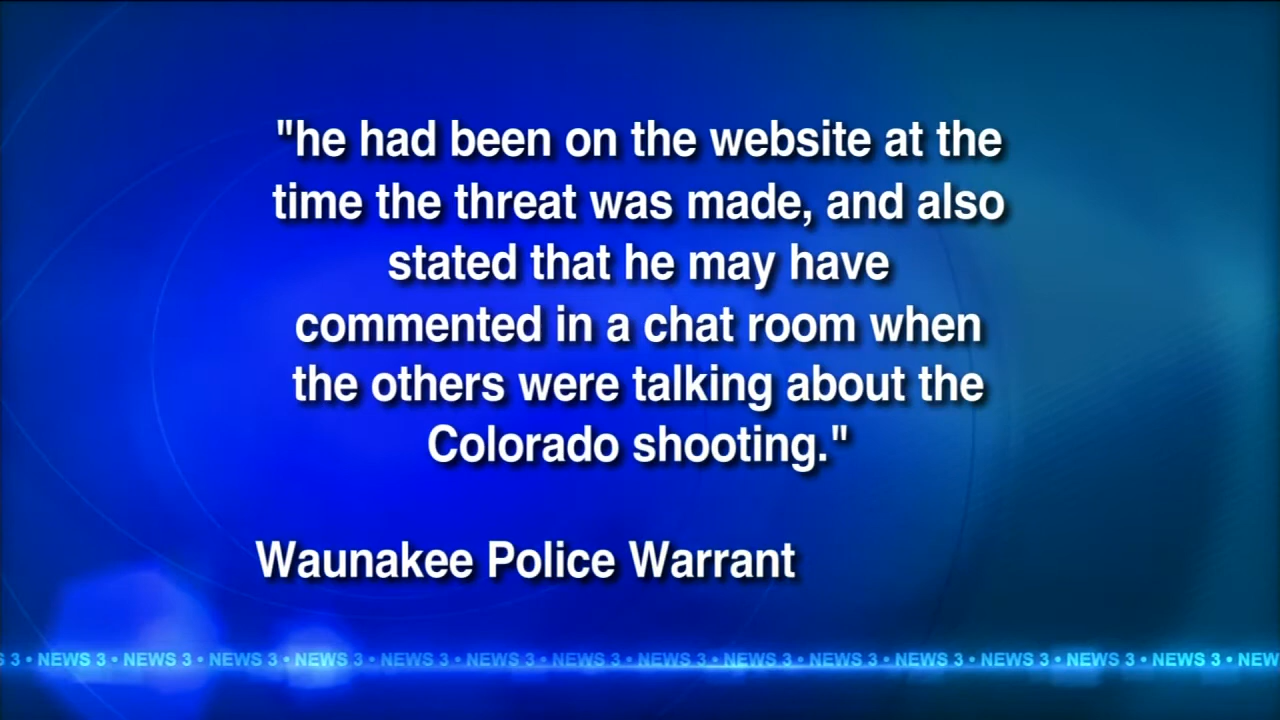 "he had been on the website at the
time the threat was made, and also
stated that he may have
commented in a chat room when
the others were talking about the
Colorado shooting."
Waunakee Police Warrant
S 3 • NEWS 3 • NEWS 3 • NEWS 3 • NEWS 3 • NEWS 3 • NEWS 3 • NEWS 3 • NEWS 3 • NEWS 3 • NEWS 3 • NEWS 3 • NEWS 3 • NEWS 3 • NEWS 3 • NEW